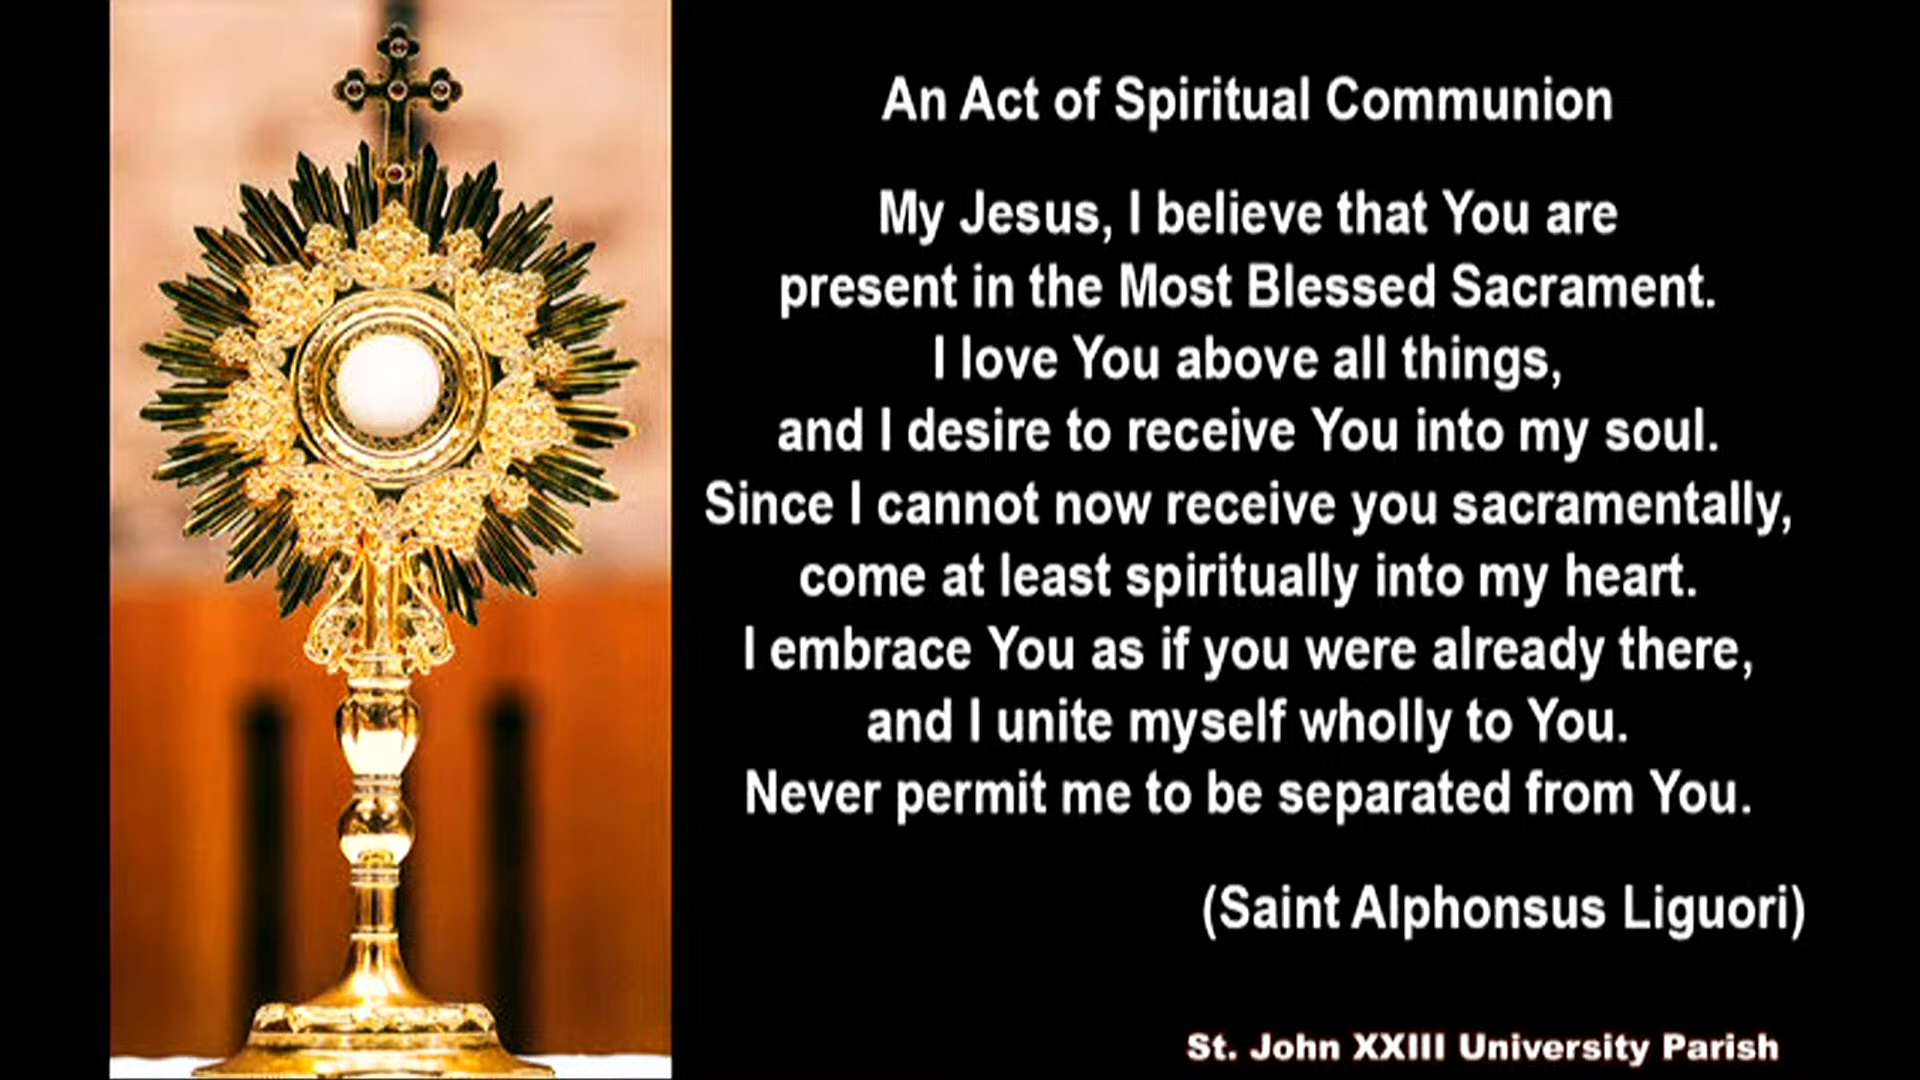 An Act of Spiritual Communion
My Jesus, I believe that You are
present in the Most Blessed Sacrament.
I love You above all things,
and I desire to receive You into my soul.
Since I cannot now receive you sacramentally,
come at least spiritually into my heart.
I embrace You as if you were already there,
and I unite myself wholly to You.
Never permit me to be separated from You.
(Saint Alphonsus Liguori)
St. John XXIII University Parish